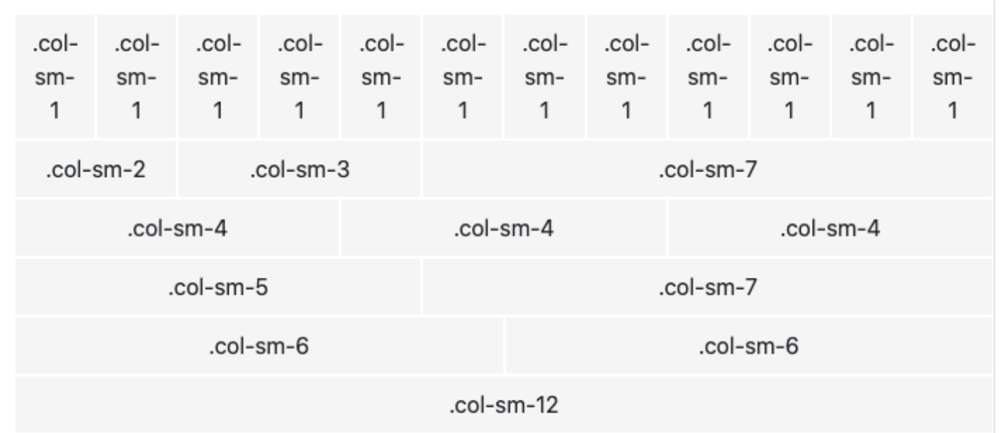 .col- .col- .col- .col- .col- .col- .col- .col- .col- .col- .col- .col-
sm- sm- sm- sm- sm- sm- sm- sm- sm- sm- sm- sm-
1 1 1 1 1 1 1 1 1 1 1 1
.col-sm-2 .col-sm-3 .col-sm-7
.col-sm-4 .col-sm-4 .col-sm-4
.col-sm-5 .col-sm-7
.col-sm-6 .col-sm-6
.col-sm-12